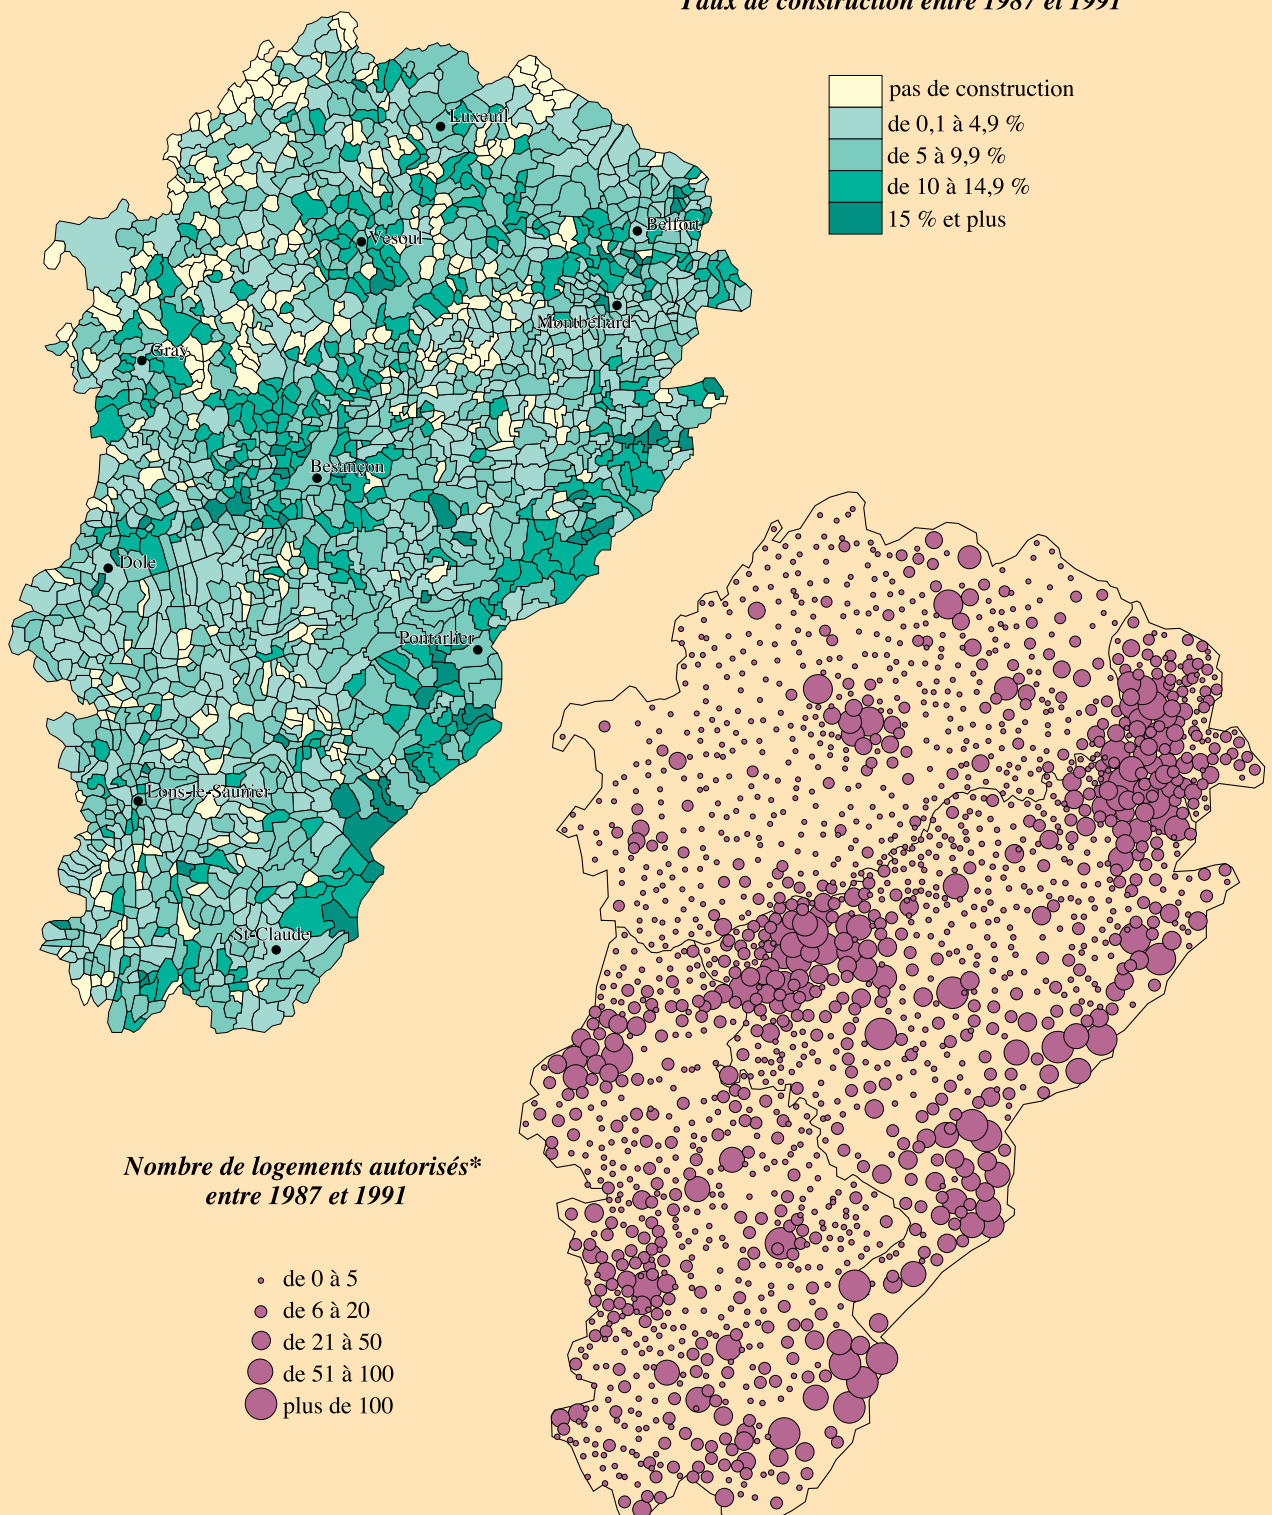 Taux de construction entre 1987 et 1991
pas de construction
de 0,1 à 4,9 %
de 5 à 9,9 %
de 10 à 14,9 %
15 % et plus
Luxeuil
Belfort
Vesoul
Montbéliard
Gray
Besançon
Dole
Pontarlier
Lons-le-Saunier
St-Claude
Nombre de logements autorisés*
entre 1987 et 1991
de 0 à 5
de 6 à 20
de 21 à 50
de 51 à 100
plus de 100